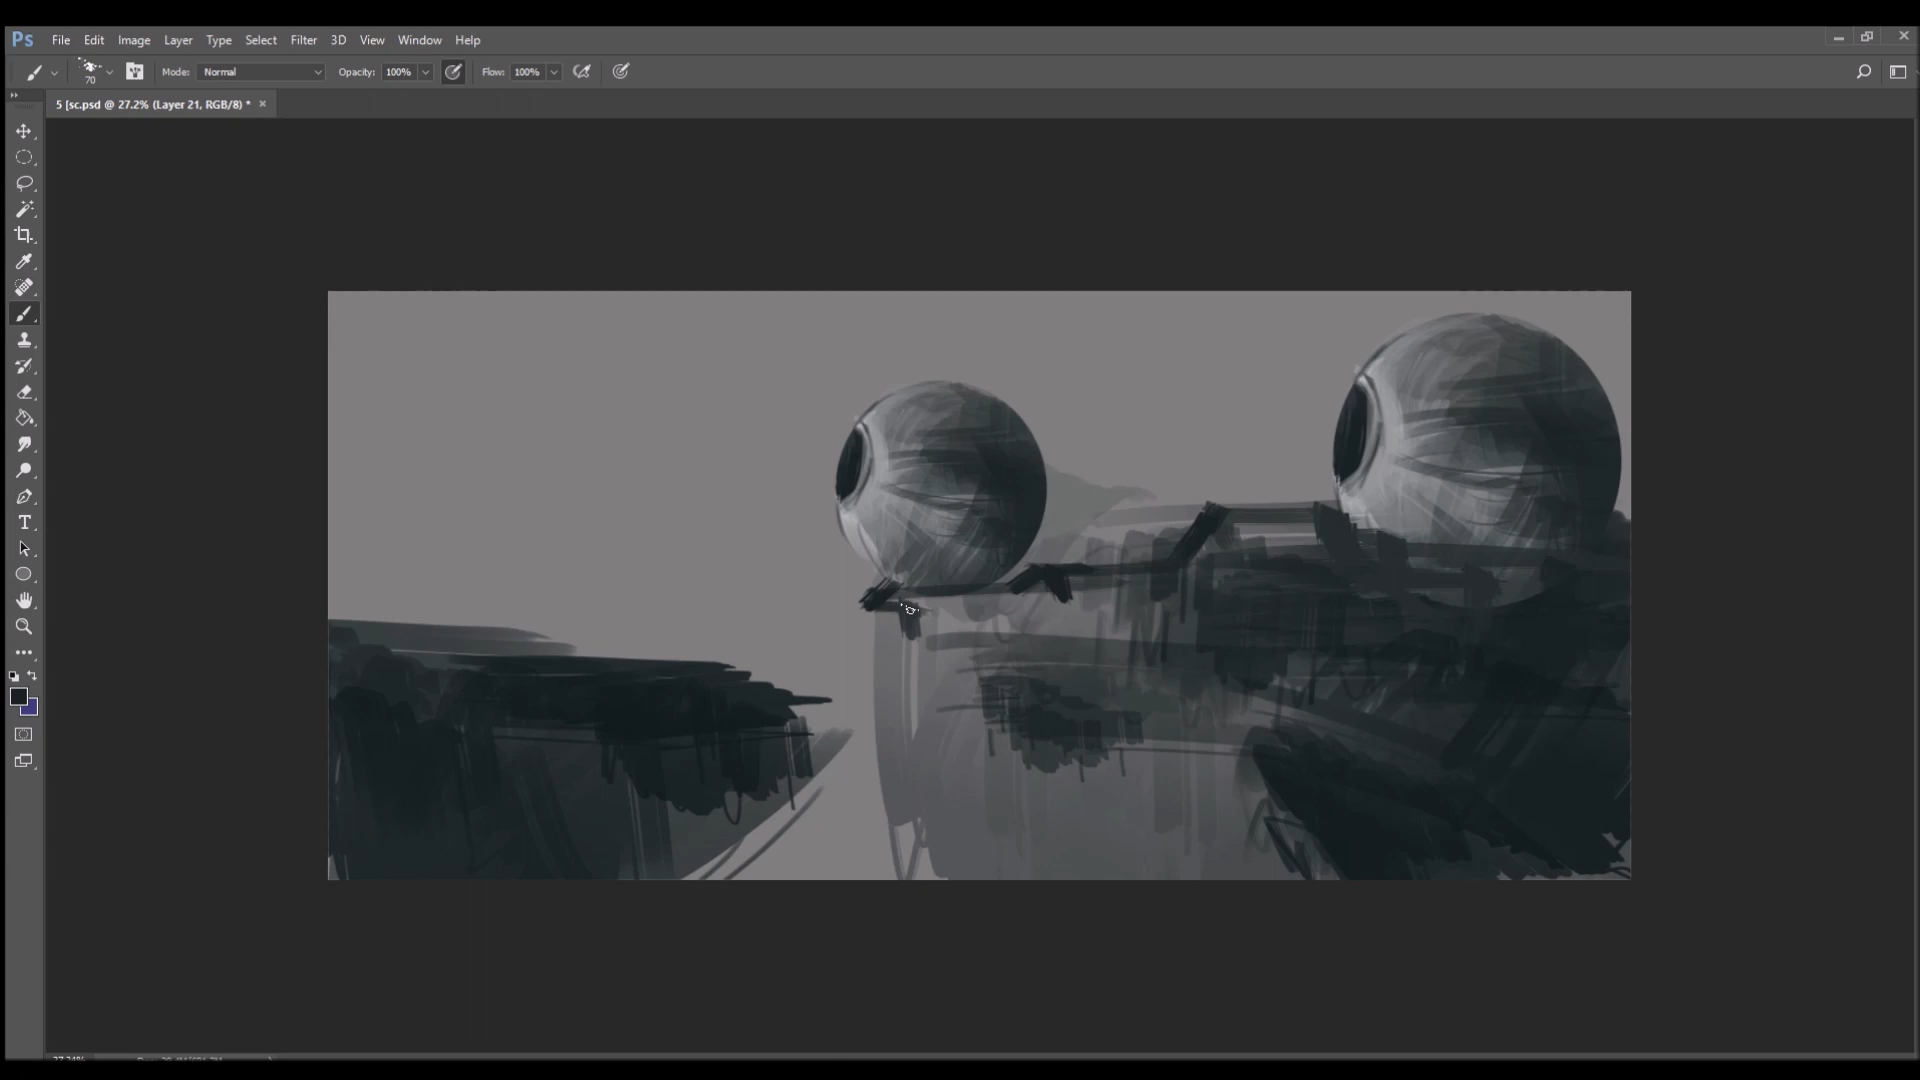 Ps File Edit Image Layer Type Select Filter 3D View Window Help
70 Mode: Normal Opacity: 100% Flow: 100%
5 [sc.psd @ 27.2% (Layer 21, RGB/8) *